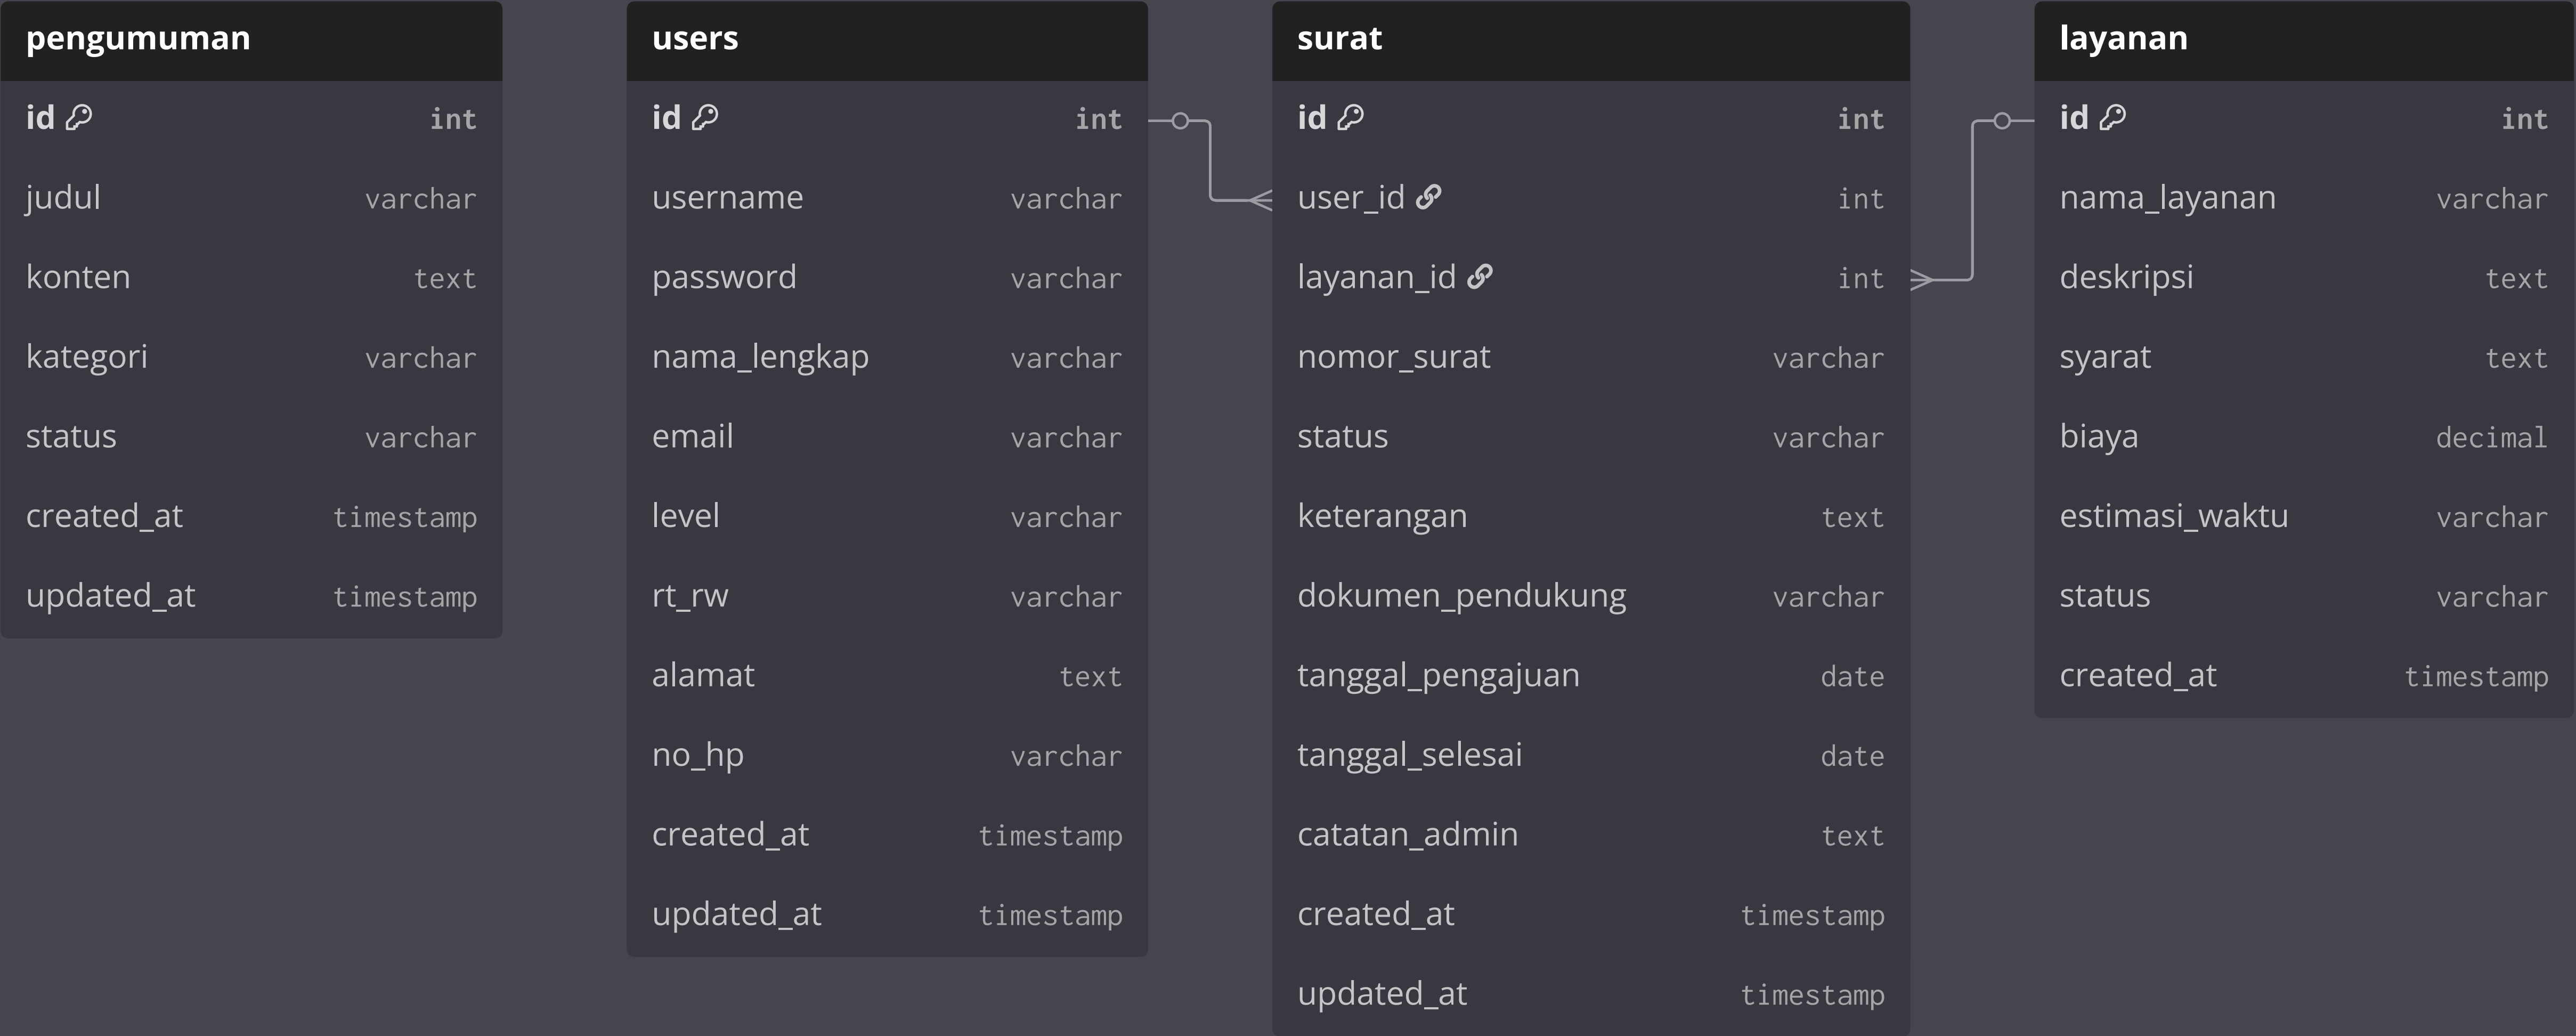 pengumuman
id int
judul varchar
konten text
kategori varchar
status varchar
created_at timestamp
updated_at timestamp
users
id int
username varchar
password varchar
nama_lengkap varchar
email varchar
level varchar
rt_rw varchar
alamat text
no_hp varchar
created_at timestamp
updated_at timestamp
surat
id int
user_id int
layanan_id int
nomor_surat varchar
status varchar
keterangan text
dokumen_pendukung varchar
tanggal_pengajuan date
tanggal_selesai date
catatan_admin text
created_at timestamp
updated_at timestamp
layanan
id int
nama_layanan varchar
deskripsi text
syarat text
biaya decimal
estimasi_waktu varchar
status varchar
created_at timestamp